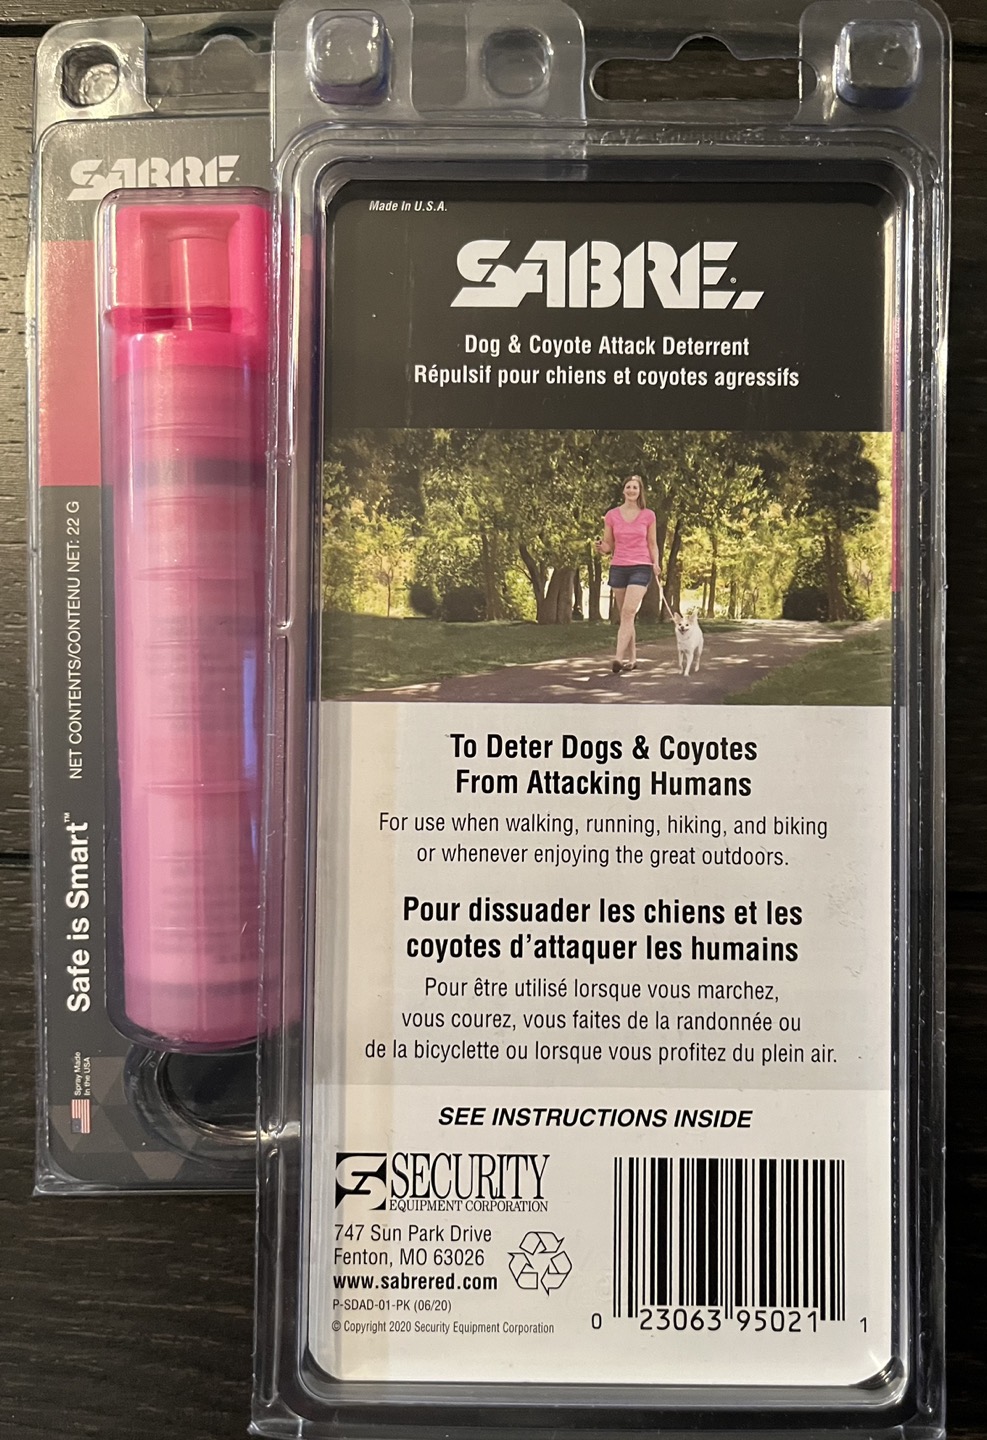 SABRE
NET CONTENTS/CONTENU NET: 22 G
Safe is Smart™
Spray Made
In the USA
Made In U.S.A.
SABRE®
Dog & Coyote Attack Deterrent
Répulsif pour chiens et coyotes agressifs
To Deter Dogs & Coyotes
From Attacking Humans
For use when walking, running, hiking, and biking
or whenever enjoying the great outdoors.
Pour dissuader les chiens et les
coyotes d'attaquer les humains
Pour être utilisé lorsque vous marchez,
vous courez, vous faites de la randonnée ou
de la bicyclette ou lorsque vous profitez du plein air.
SEE INSTRUCTIONS INSIDE
SECURITY
EQUIPMENT CORPORATION
747 Sun Park Drive
Fenton, MO 63026
www.sabrered.com
P-SDAD-01-PK (06/20)
© Copyright 2020 Security Equipment Corporation
0 23063 95021 1